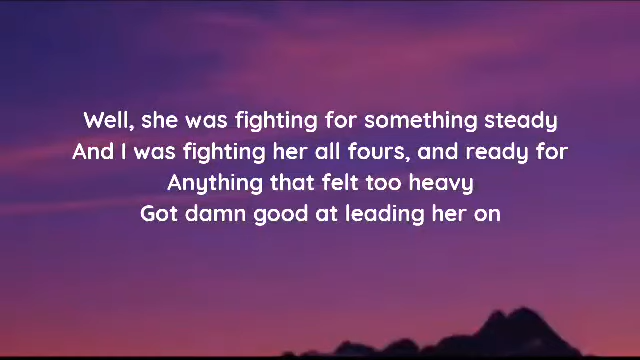 Well, she was fighting for something steady
And I was fighting her all fours, and ready for
Anything that felt too heavy
Got damn good at leading her on